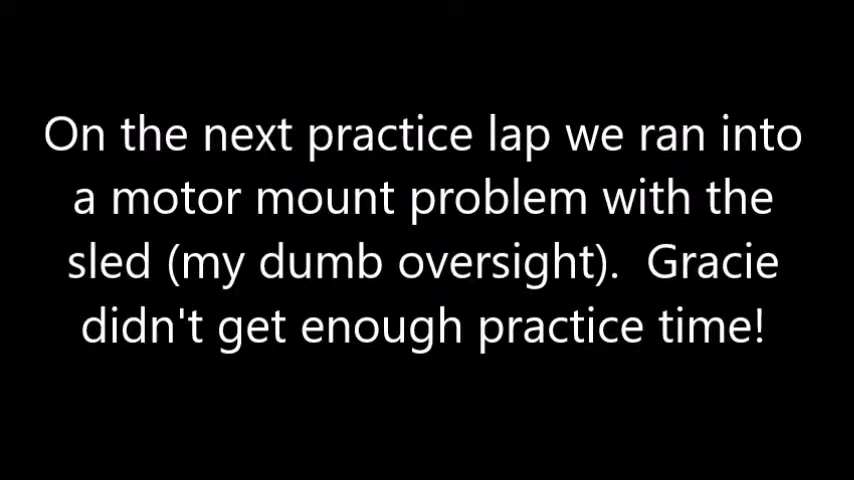 On the next practice lap we ran into
a motor mount problem with the
sled (my dumb oversight).  Gracie
didn't get enough practice time!